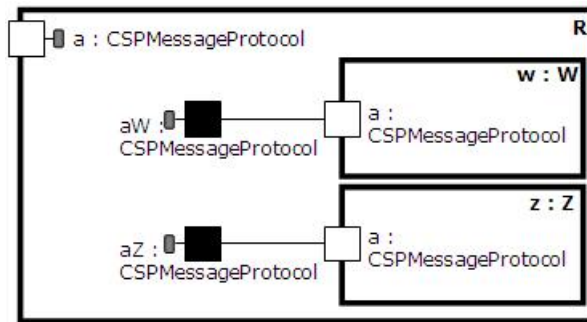 a : CSPMessageProtocol
R
w : W
aW :
CSPMessageProtocol
a :
CSPMessageProtocol
z : Z
aZ :
CSPMessageProtocol
a :
CSPMessageProtocol